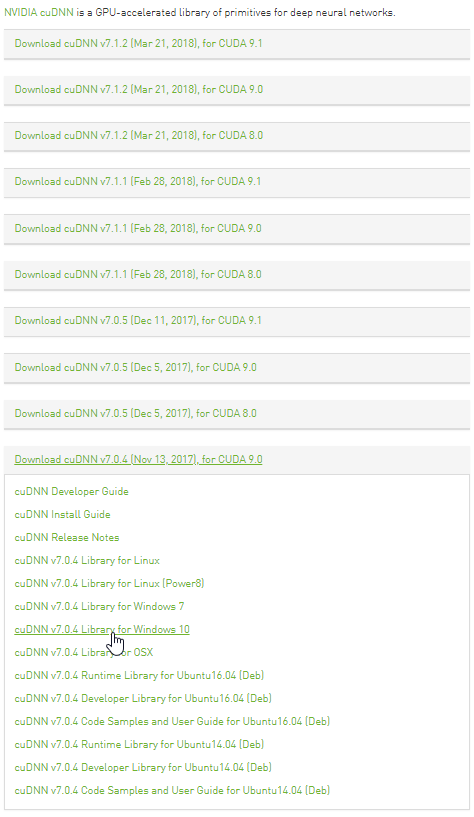 NVIDIA cuDNN is a GPU-accelerated library of primitives for deep neural networks.
Download cuDNN v7.1.2 (Mar 21, 2018), for CUDA 9.1
Download cuDNN v7.1.2 (Mar 21, 2018), for CUDA 9.0
Download cuDNN v7.1.2 (Mar 21, 2018), for CUDA 8.0
Download cuDNN v7.1.1 (Feb 28, 2018), for CUDA 9.1
Download cuDNN v7.1.1 (Feb 28, 2018), for CUDA 9.0
Download cuDNN v7.1.1 (Feb 28, 2018), for CUDA 8.0
Download cuDNN v7.0.5 (Dec 11, 2017), for CUDA 9.1
Download cuDNN v7.0.5 (Dec 5, 2017), for CUDA 9.0
Download cuDNN v7.0.5 (Dec 5, 2017), for CUDA 8.0
Download cuDNN v7.0.4 (Nov 13, 2017), for CUDA 9.0
cuDNN Developer Guide
cuDNN Install Guide
cuDNN Release Notes
cuDNN v7.0.4 Library for Linux
cuDNN v7.0.4 Library for Linux (Power8)
cuDNN v7.0.4 Library for Windows 7
cuDNN v7.0.4 Library for Windows 10
cuDNN v7.0.4 Library for OSX
cuDNN v7.0.4 Runtime Library for Ubuntu16.04 (Deb)
cuDNN v7.0.4 Developer Library for Ubuntu16.04 (Deb)
cuDNN v7.0.4 Code Samples and User Guide for Ubuntu16.04 (Deb)
cuDNN v7.0.4 Runtime Library for Ubuntu14.04 (Deb)
cuDNN v7.0.4 Developer Library for Ubuntu14.04 (Deb)
cuDNN v7.0.4 Code Samples and User Guide for Ubuntu14.04 (Deb)